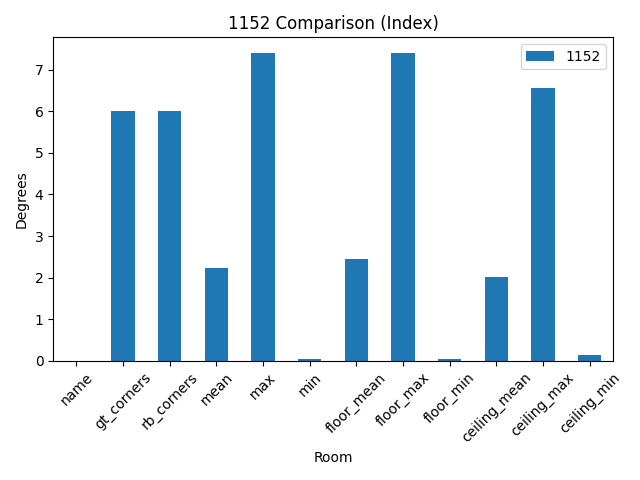 1152 Comparison (Index)
1152
Degrees
7
6
5
4
3
2
1
0
name
gt_corners
rb_corners
mean
max
min
floor_mean
floor_max
floor_min
ceiling_mean
ceiling_max
ceiling_min
Room